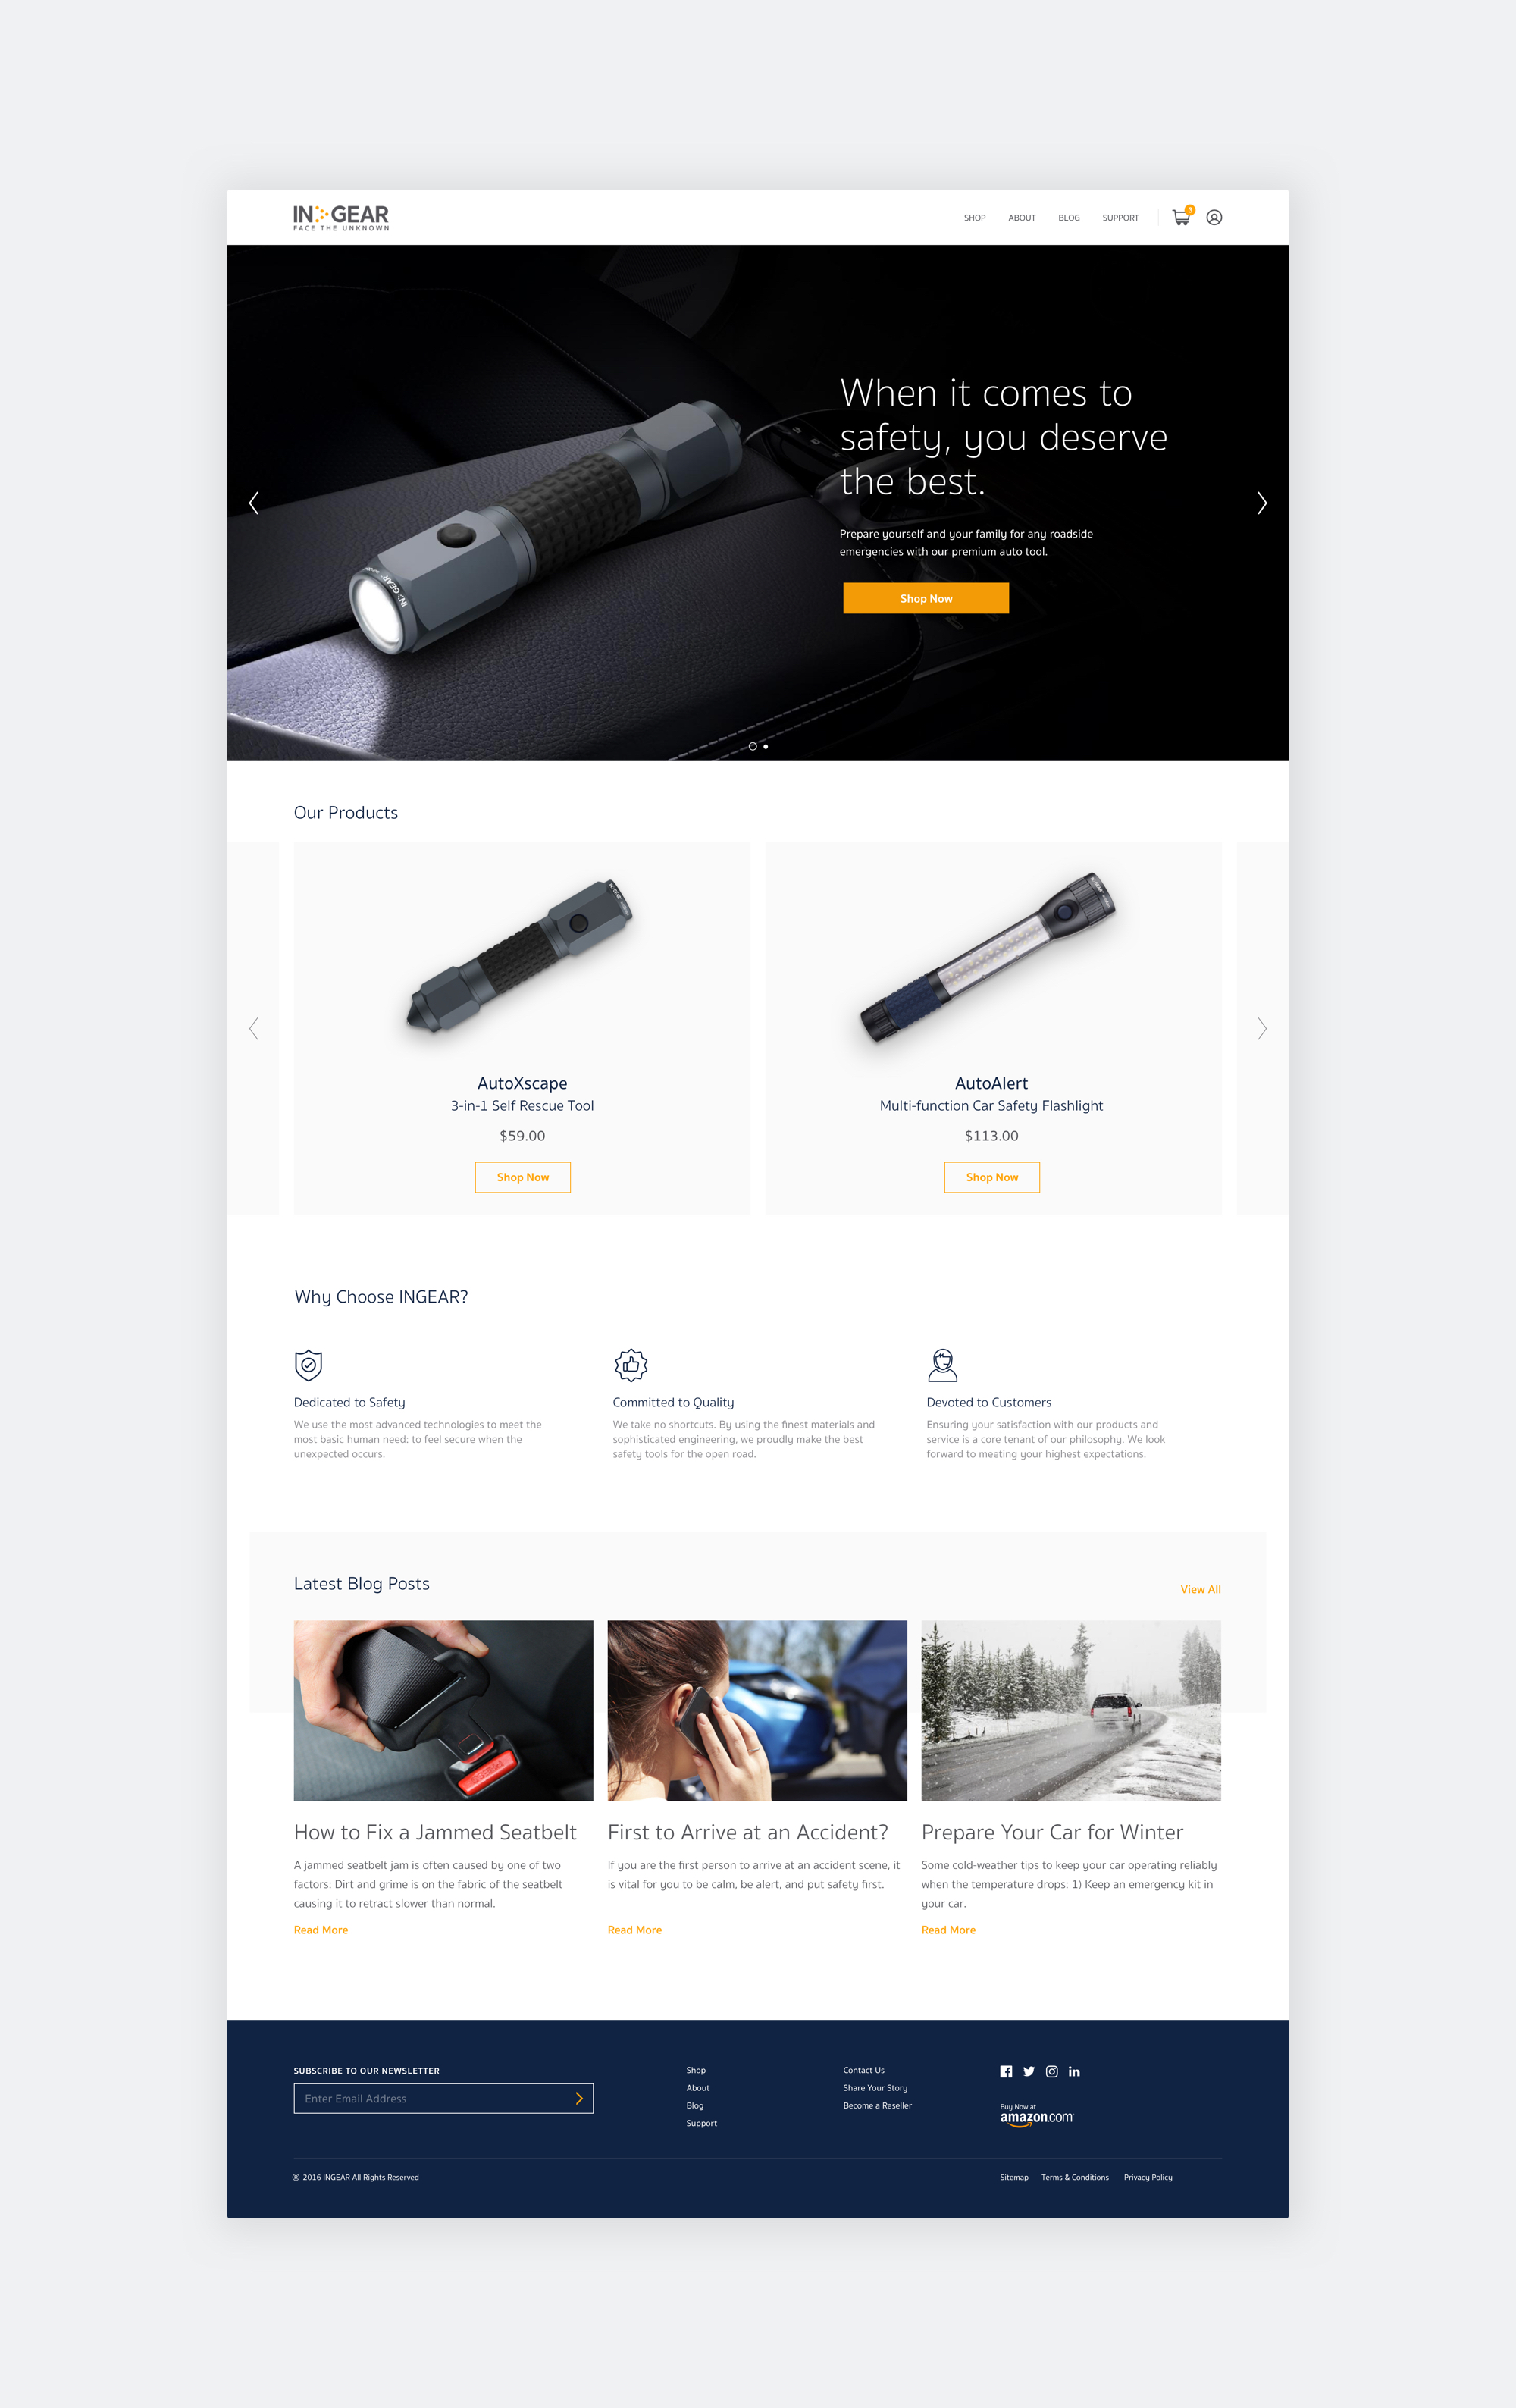 IN GEAR
FACE THE UNKNOWN
SHOP ABOUT BLOG SUPPORT
3
When it comes to
safety, you deserve
the best.
Prepare yourself and your family for any roadside
emergencies with our premium auto tool.
Shop Now
IN>GEAR
Our Products
AutoXscape
3-in-1 Self Rescue Tool
$59.00
Shop Now
AutoAlert
Multi-function Car Safety Flashlight
$113.00
Shop Now
Why Choose INGEAR?
Dedicated to Safety
We use the most advanced technologies to meet the
most basic human need: to feel secure when the
unexpected occurs.
Committed to Quality
We take no shortcuts. By using the finest materials and
sophisticated engineering, we proudly make the best
safety tools for the open road.
Devoted to Customers
Ensuring your satisfaction with our products and
service is a core tenant of our philosophy. We look
forward to meeting your highest expectations.
Latest Blog Posts
View All
PRESS
How to Fix a Jammed Seatbelt
A jammed seatbelt jam is often caused by one of two
factors: Dirt and grime is on the fabric of the seatbelt
causing it to retract slower than normal.
Read More
First to Arrive at an Accident?
If you are the first person to arrive at an accident scene, it
is vital for you to be calm, be alert, and put safety first.
Read More
Prepare Your Car for Winter
Some cold-weather tips to keep your car operating reliably
when the temperature drops: 1) Keep an emergency kit in
your car.
Read More
SUBSCRIBE TO OUR NEWSLETTER
Enter Email Address
Shop
About
Blog
Support
Contact Us
Share Your Story
Become a Reseller
Buy Now at
amazon.com
® 2016 INGEAR All Rights Reserved
Sitemap Terms & Conditions Privacy Policy